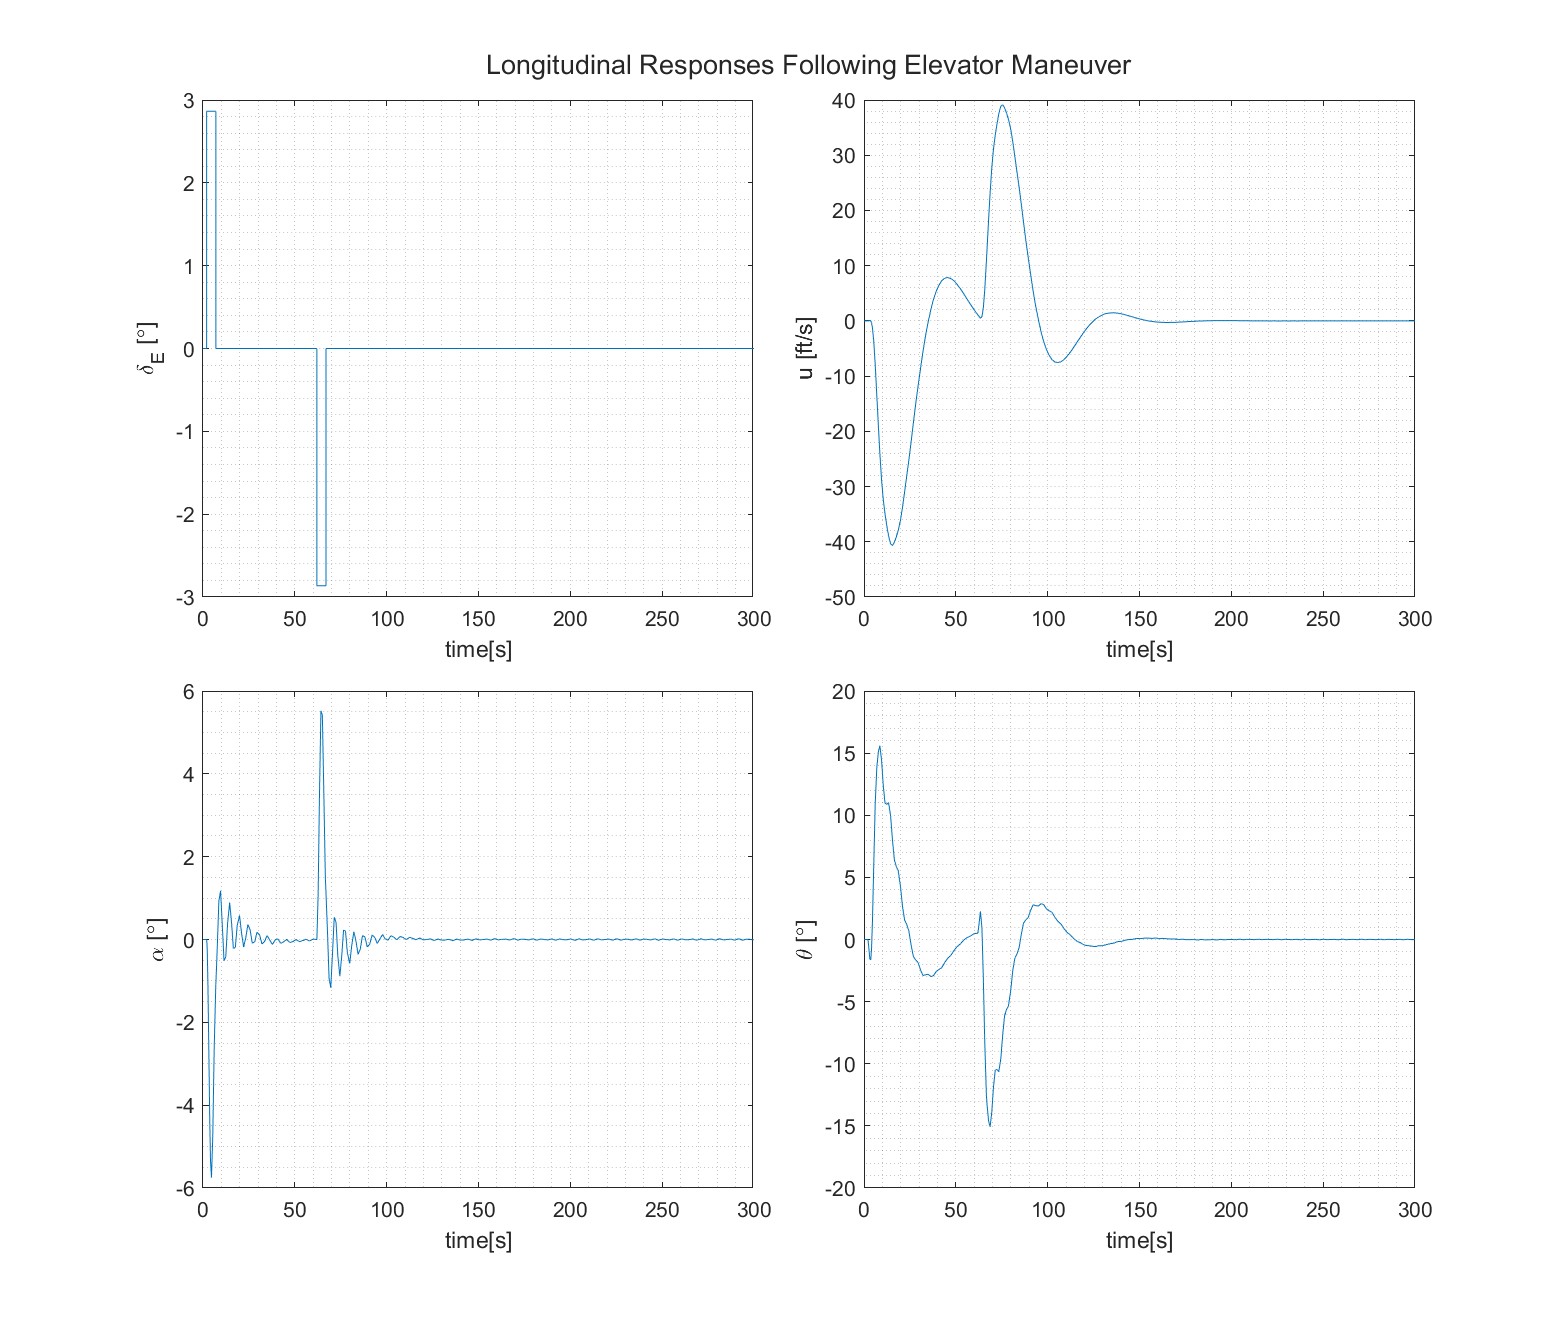 Longitudinal Responses Following Elevator Maneuver
3
2
1
0
-1
-2
-3
δE [°]
0 50 100 150 200 250 300
time[s]
40
30
20
10
0
-10
-20
-30
-40
-50
u [ft/s]
0 50 100 150 200 250 300
time[s]
6
4
2
0
-2
-4
-6
α [°]
0 50 100 150 200 250 300
time[s]
20
15
10
5
0
-5
-10
-15
-20
θ [°]
0 50 100 150 200 250 300
time[s]